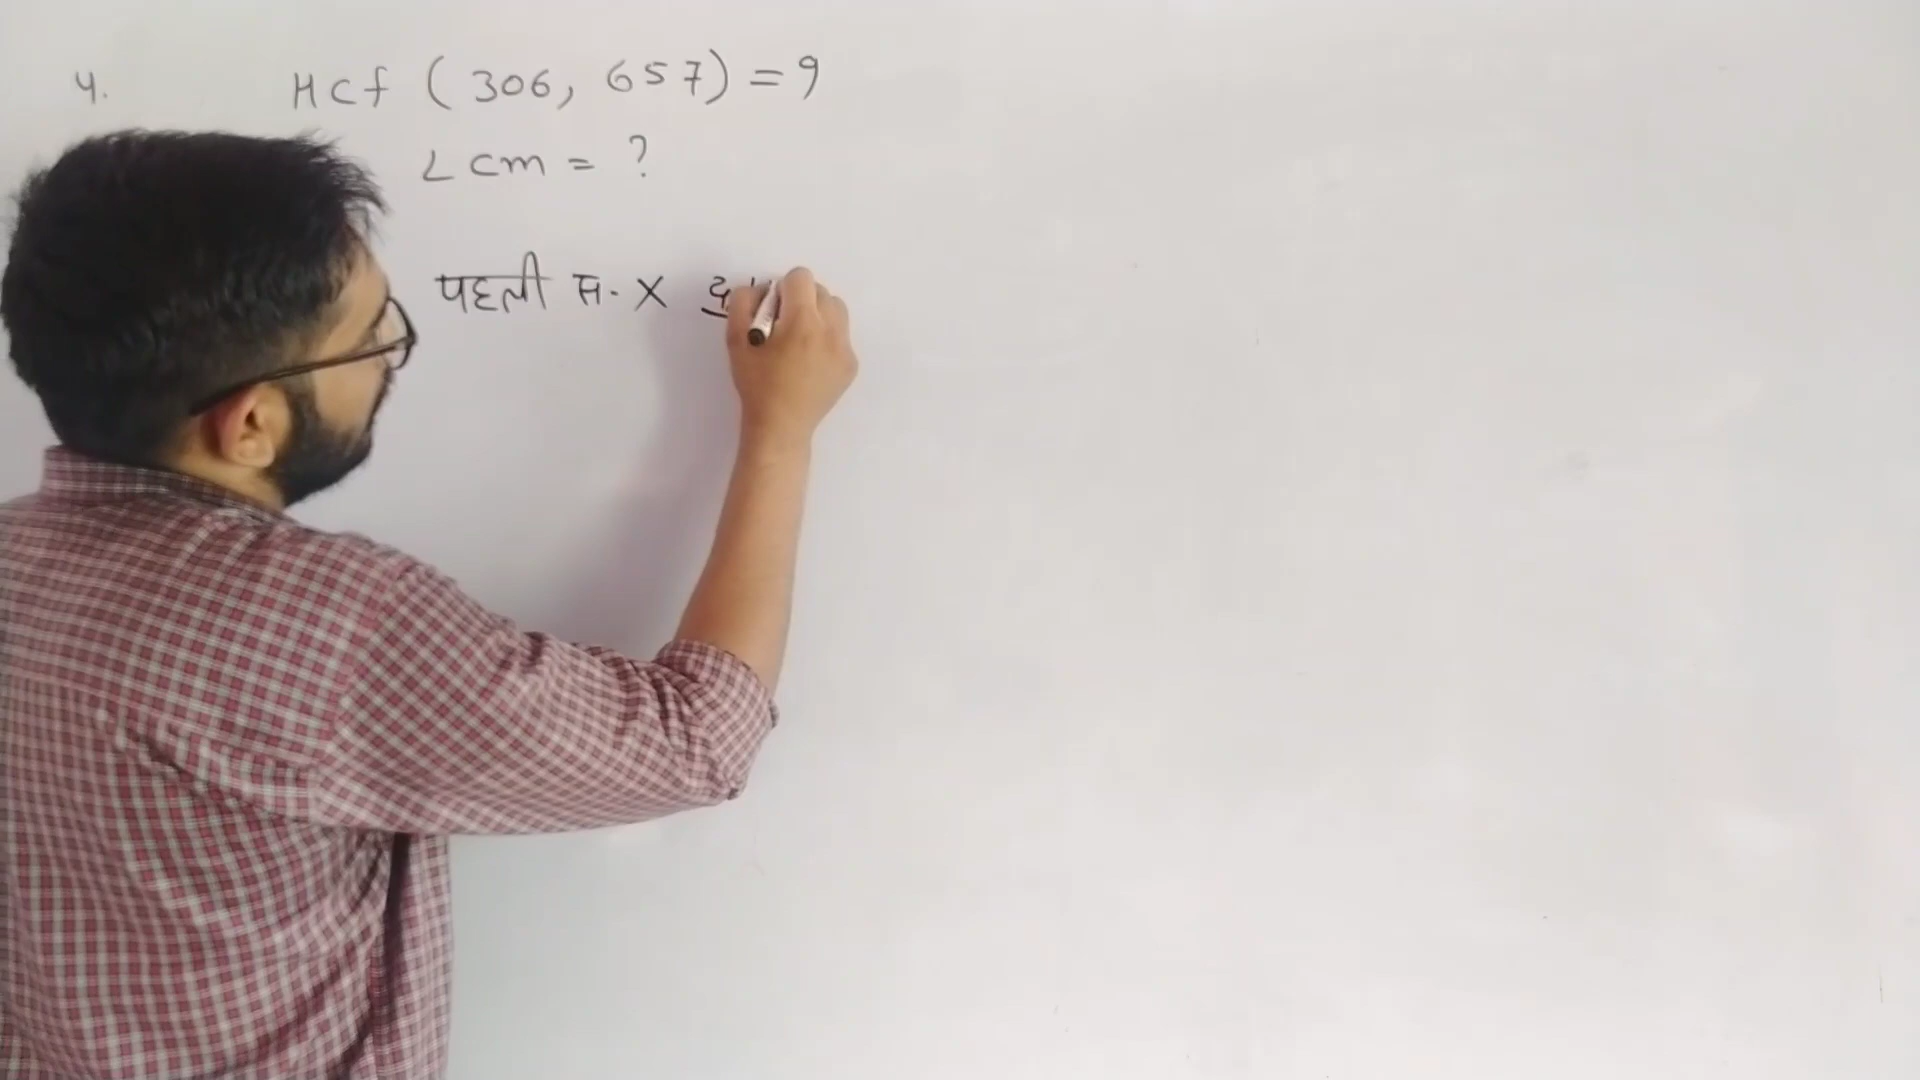 4. HCf (306, 657) = 9
LCm = ?
पहली स. X